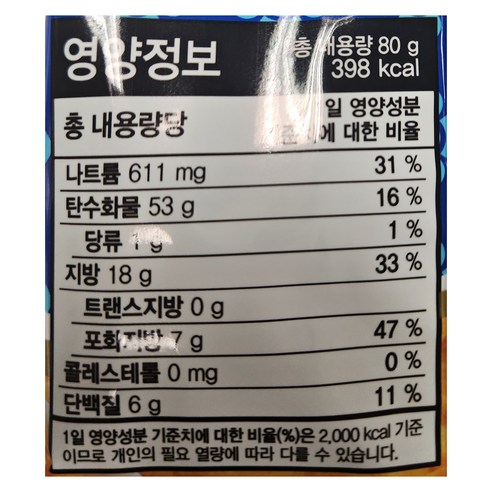 영양정보
총 내용량 80 g
398 kcal
총 내용량당
1일 영양성분
기준치에 대한 비율
나트륨 611 mg 31 %
탄수화물 53 g 16 %
당류 1 g 1 %
지방 18 g 33 %
트랜스지방 0 g
포화지방 7 g 47 %
콜레스테롤 0 mg 0 %
단백질 6 g 11 %
1일 영양성분 기준치에 대한 비율(%)은 2,000 kcal 기준
이므로 개인의 필요 열량에 따라 다를 수 있습니다.